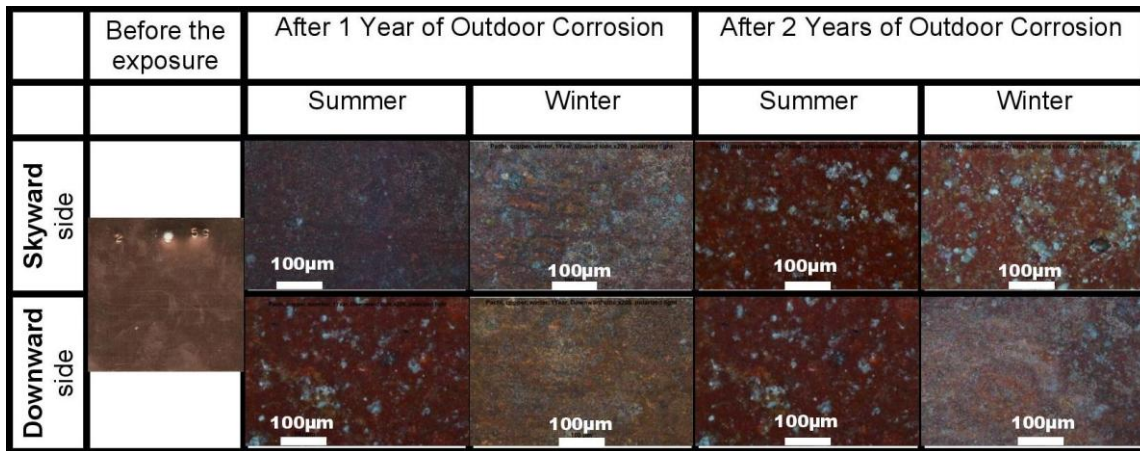 Before the
exposure
After 1 Year of Outdoor Corrosion
After 2 Years of Outdoor Corrosion
Summer
Winter
Summer
Winter
Skyward
side
100µm
100µm
100µm
100µm
Downward
side
100µm
100µm
100µm
100µm